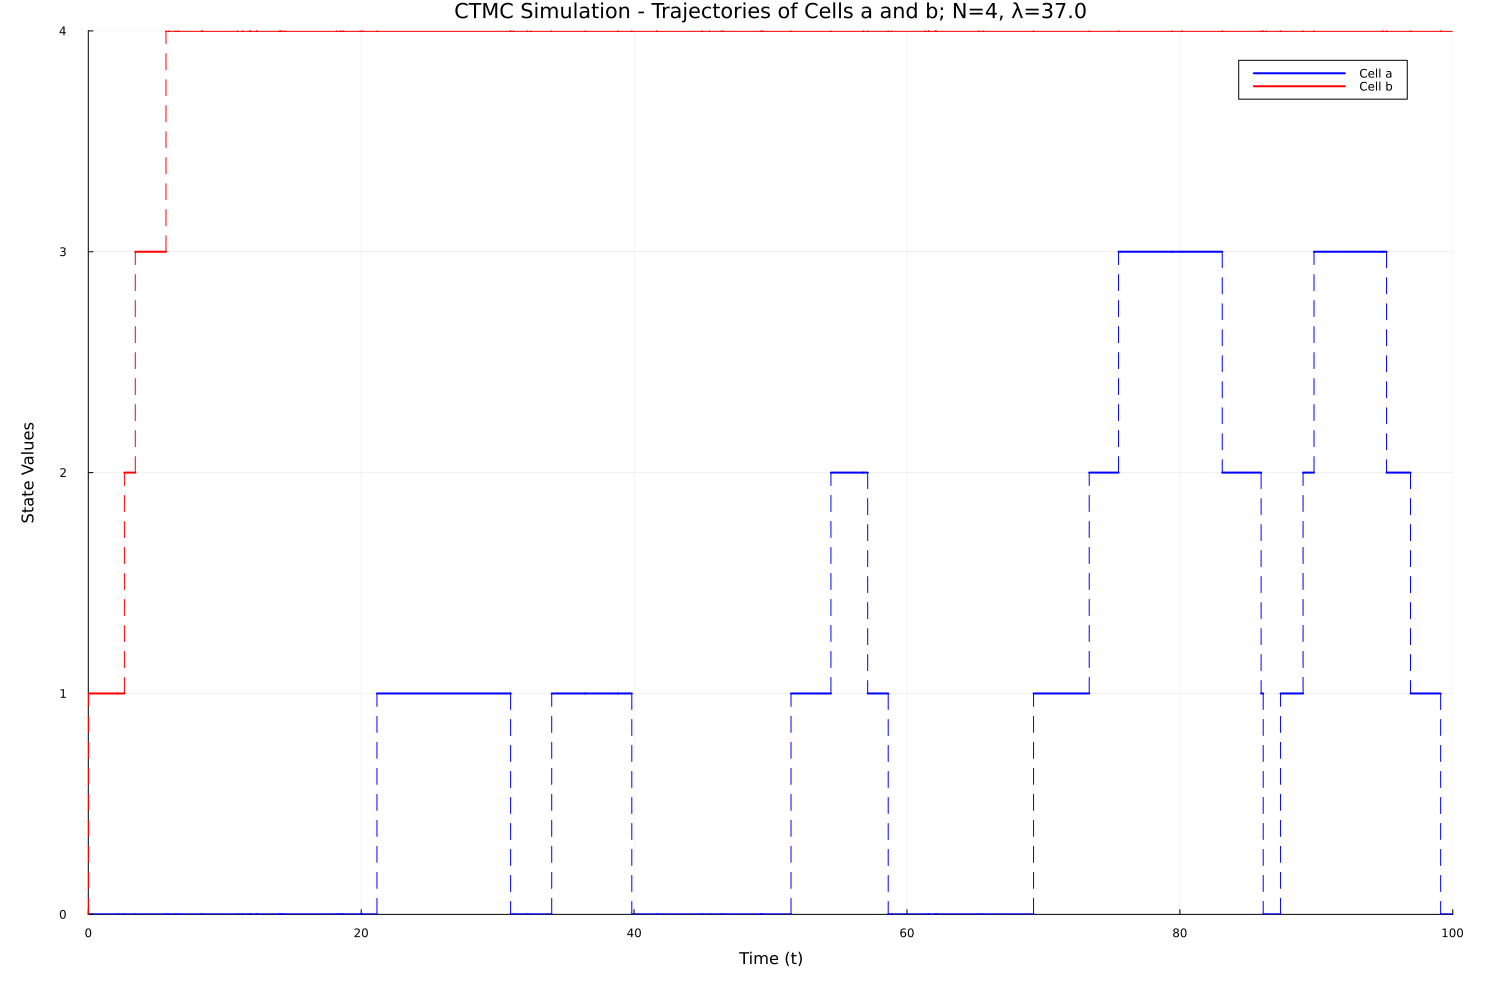 CTMC Simulation - Trajectories of Cells a and b; N=4, λ=37.0
4
Cell a
Cell b
3
State Values
2
1
0
0 20 40 60 80 100
Time (t)